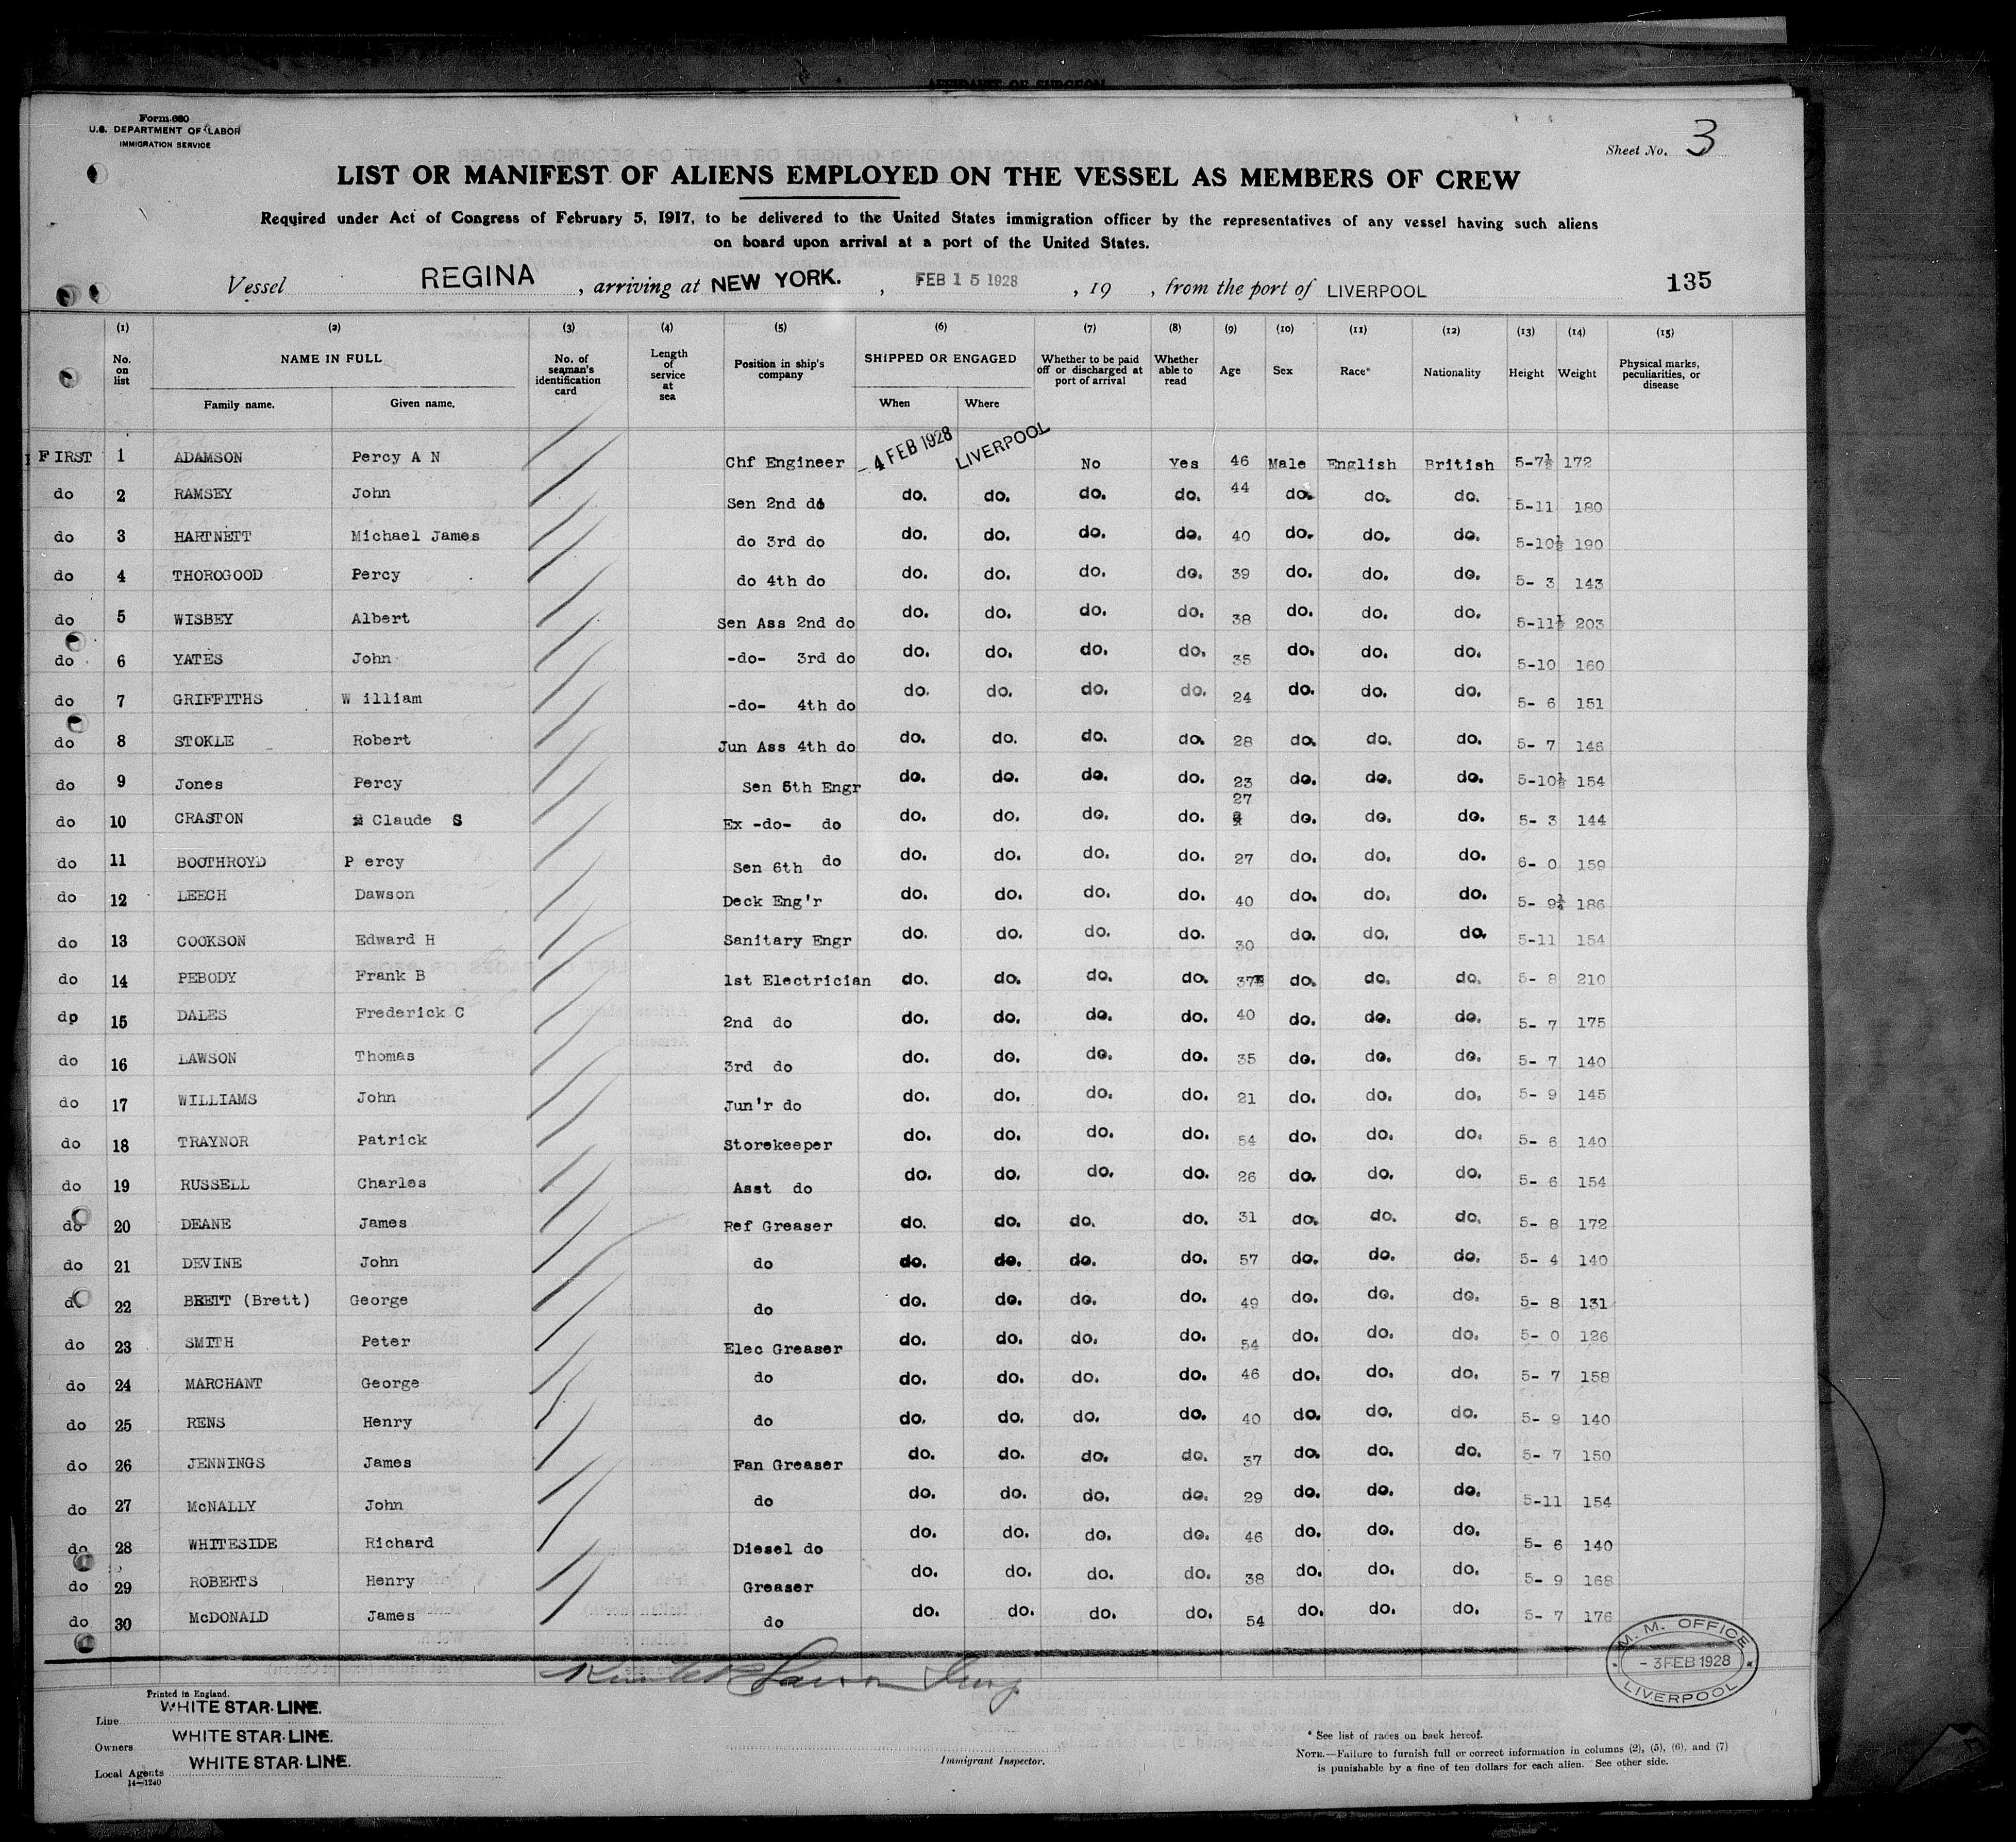 AFFIDAVIT OF SURGEON
Form 680
U.S. DEPARTMENT OF LABOR
IMMIGRATION SERVICE
Sheet No. 3
LIST OR MANIFEST OF ALIENS EMPLOYED ON THE VESSEL AS MEMBERS OF CREW
Required under Act of Congress of February 5, 1917, to be delivered to the United States immigration officer by the representatives of any vessel having such aliens
on board upon arrival at a port of the United States.
Vessel REGINA, arriving at NEW YORK., FEB 15 1928, 19 , from the port of LIVERPOOL 135
(1) (2) (3) (4) (5) (6) (7) (8) (9) (10) (11) (12) (13) (14) (15)
No. on list NAME IN FULL Family name. Given name. No. of seaman's identification card Length of service at sea Position in ship's company SHIPPED OR ENGAGED When Where Whether to be paid off or discharged at port of arrival Whether able to read Age Sex Race* Nationality Height Weight Physical marks, peculiarities, or disease
FIRST 1 ADAMSON Percy A N Chf Engineer -4 FEB 1928 LIVERPOOL No Yes 46 Male English British 5-7½ 172
do 2 RAMSEY John Sen 2nd do do. do. do. do. 44 do. do. do. 5-11 180
do 3 HARTNETT Michael James do 3rd do do. do. do. do. 40 do. do. do. 5-10½ 190
do 4 THOROGOOD Percy do 4th do do. do. do. do. 39 do. do. do. 5- 3 143
do 5 WISBEY Albert Sen Ass 2nd do do. do. do. do. 38 do. do. do. 5-11½ 203
do 6 YATES John -do- 3rd do do. do. do. do. 35 do. do. do. 5-10 160
do 7 GRIFFITHS W illiam -do- 4th do do. do. do. do. 24 do. do. do. 5- 6 151
do 8 STOKLE Robert Jun Ass 4th do do. do. do. do. 28 do. do. do. 5- 7 146
do 9 Jones Percy Sen 5th Engr do. do. do. do. 23 do. do. do. 5-10½ 154
do 10 CRASTON Claude S Ex -do- do do. do. do. do. 27 do. do. do. 5- 3 144
do 11 BOOTHROYD P ercy Sen 6th do do. do. do. do. 27 do. do. do. 6- 0 159
do 12 LEECH Dawson Deck Eng'r do. do. do. do. 40 do. do. do. 5- 9½ 186
do 13 COOKSON Edward H Sanitary Engr do. do. do. do. 30 do. do. do. 5-11 154
do 14 PEBODY Frank B 1st Electrician do. do. do. do. 37 do. do. do. 5- 8 210
dp 15 DALES Frederick C 2nd do do. do. do. do. 40 do. do. do. 5- 7 175
do 16 LAWSON Thomas 3rd do do. do. do. do. 35 do. do. do. 5- 7 140
do 17 WILLIAMS John Jun'r do do. do. do. do. 21 do. do. do. 5- 9 145
do 18 TRAYNOR Patrick Storekeeper do. do. do. do. 54 do. do. do. 5- 6 140
do 19 RUSSELL Charles Asst do do. do. do. do. 26 do. do. do. 5- 6 154
do 20 DEANE James Ref Greaser do. do. do. do. 31 do. do. do. 5- 8 172
do 21 DEVINE John do do. do. do. do. 57 do. do. do. 5- 4 140
do 22 BRETT (Brett) George do do. do. do. do. 49 do. do. do. 5- 8 131
do 23 SMITH Peter Elec Greaser do. do. do. do. 54 do. do. do. 5- 0 126
do 24 MARCHANT George do do. do. do. do. 46 do. do. do. 5- 7 158
do 25 RENS Henry do do. do. do. do. 40 do. do. do. 5- 9 140
do 26 JENNINGS James Fan Greaser do. do. do. do. 37 do. do. do. 5- 7 150
do 27 McNALLY John do do. do. do. do. 29 do. do. do. 5-11 154
do 28 WHITESIDE Richard Diesel do do. do. do. do. 46 do. do. do. 5- 6 140
do 29 ROBERTS Henry Greaser do. do. do. do. 38 do. do. do. 5- 9 168
do 30 McDONALD James do do. do. do. do. 54 do. do. do. 5- 7 176
M. M. OFFICE
- 3 FEB 1928
LIVERPOOL
Printed in England.
Line WHITE STAR LINE.
Owners WHITE STAR LINE.
Local Agents WHITE STAR LINE.
14—1240
Immigrant Inspector.
* See list of races on back hereof.
NOTE.—Failure to furnish full or correct information in columns (2), (5), (6), and (7)
is punishable by a fine of ten dollars for each alien. See other side.